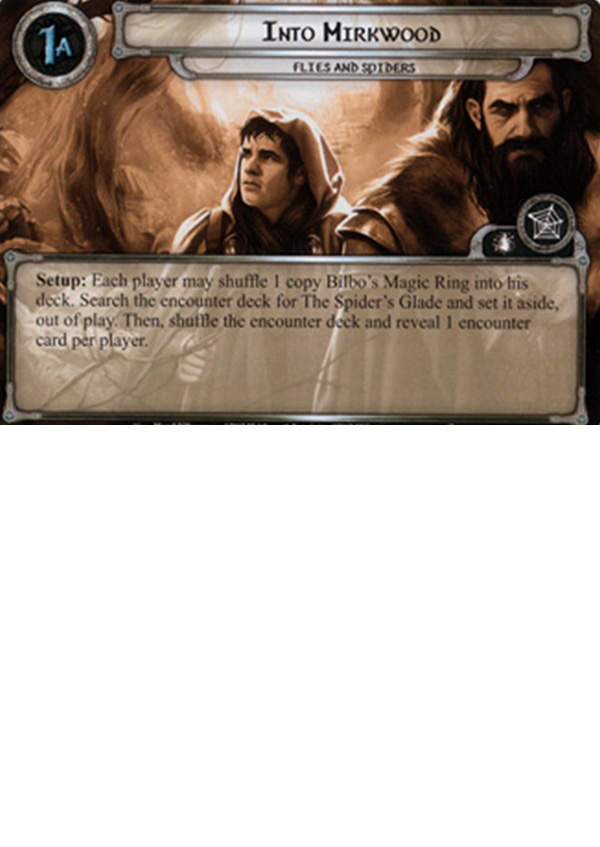 1A
Into Mirkwood
Flies and Spiders
Setup: Each player may shuffle 1 copy Bilbo's Magic Ring into his
deck. Search the encounter deck for The Spider's Glade and set it aside,
out of play. Then, shuffle the encounter deck and reveal 1 encounter
card per player.